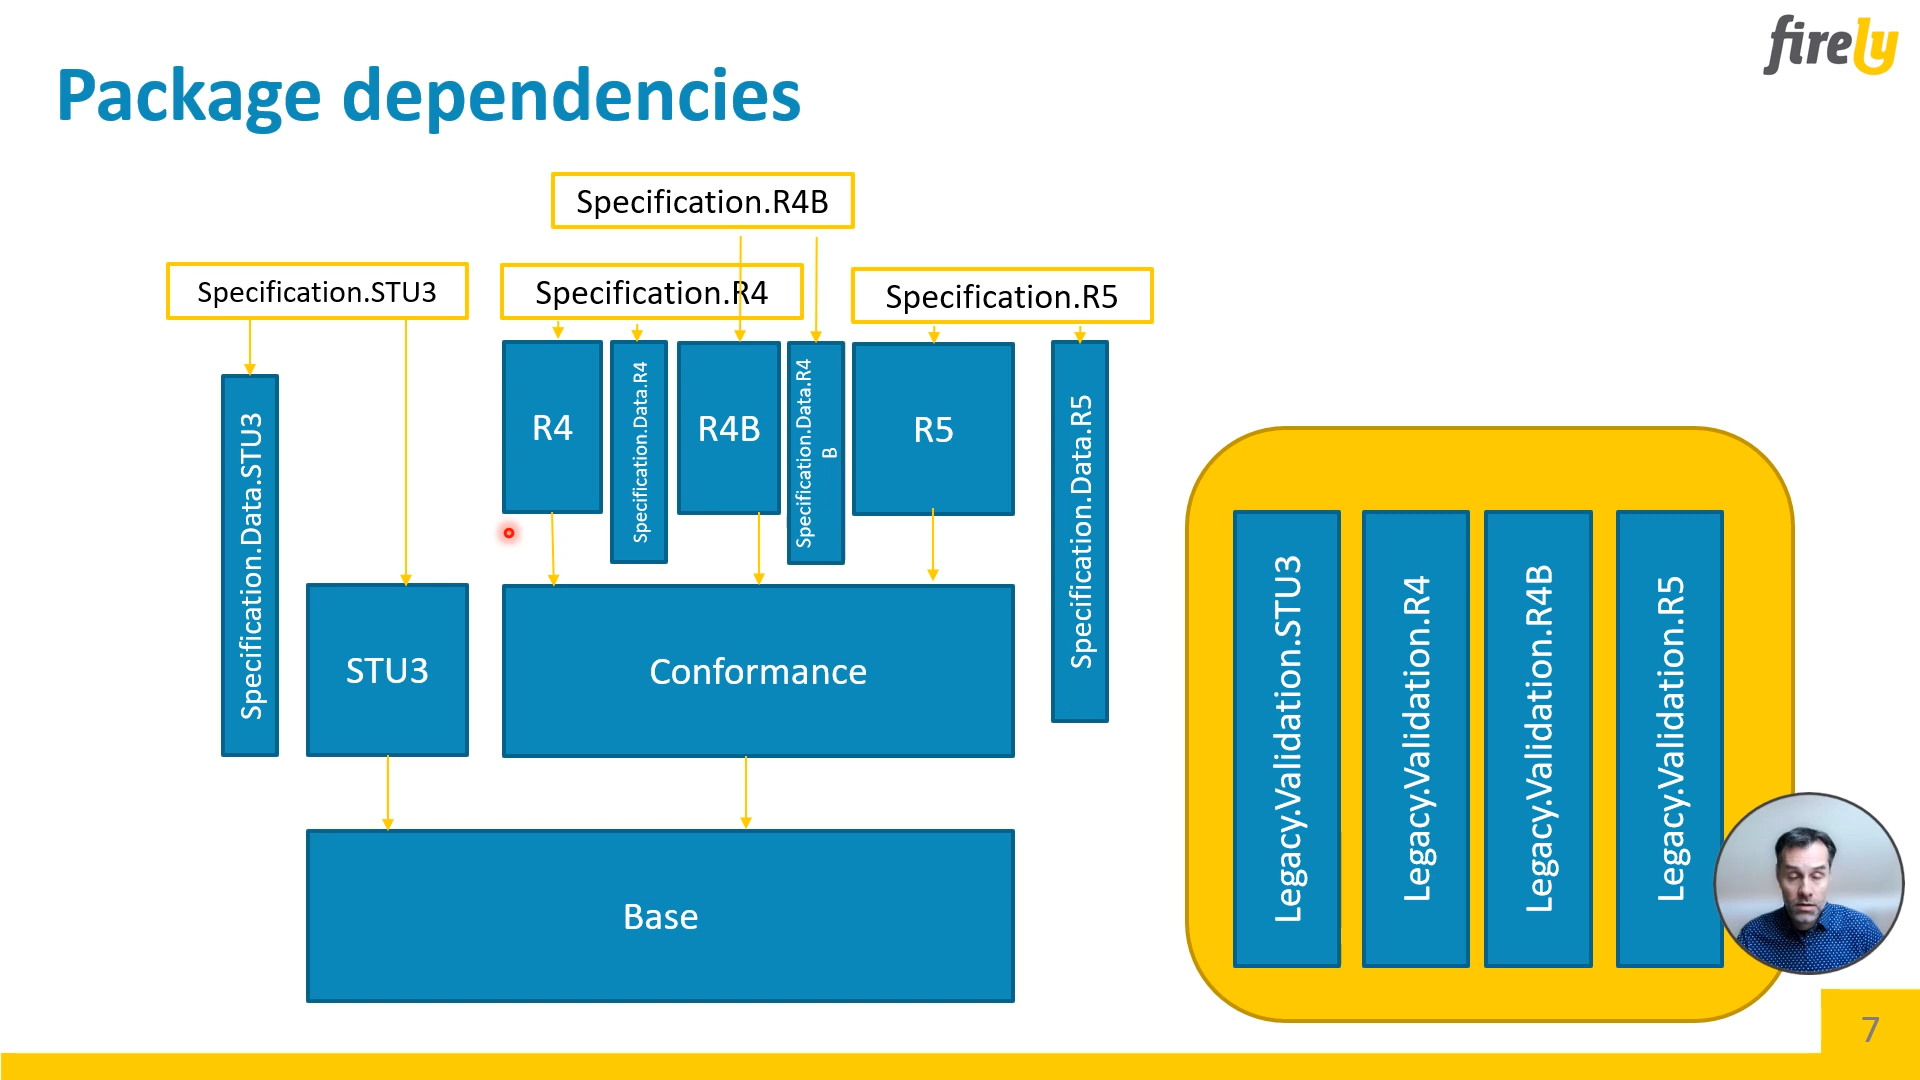 firely
Package dependencies
Specification.R4B
Specification.STU3
Specification.R4
Specification.R5
Specification.Data.STU3
R4
Specification.Data.R4
R4B
Specification.Data.R4
B
R5
Specification.Data.R5
STU3
Conformance
Base
Legacy.Validation.STU3
Legacy.Validation.R4
Legacy.Validation.R4B
Legacy.Validation.R5
7